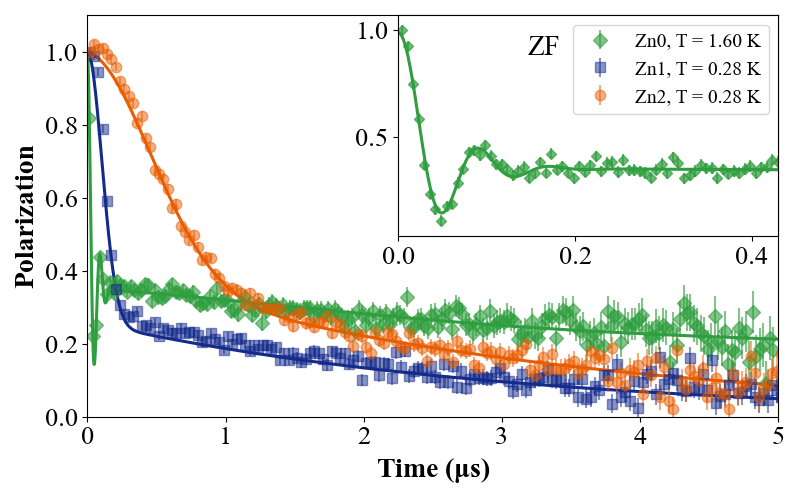 ZF
Zn0, T = 1.60 K
Zn1, T = 0.28 K
Zn2, T = 0.28 K
1.0
0.5
0.0 0.2 0.4
Polarization
1.0
0.8
0.6
0.4
0.2
0.0
0 1 2 3 4 5
Time (μs)